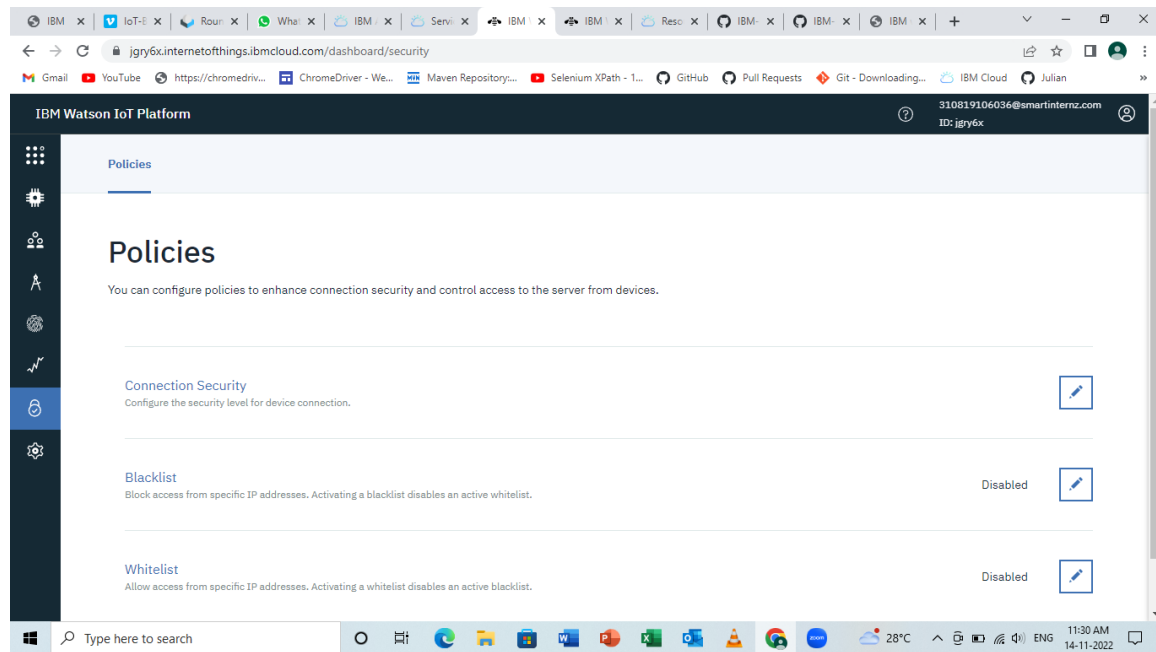 IBM
IoT-E
Roun
What
IBM
Servi
IBM
IBM
Reso
IBM-
IBM-
IBM
jgry6x.internetofthings.ibmcloud.com/dashboard/security
Gmail YouTube https://chromedriv... ChromeDriver - We... Maven Repository:... Selenium XPath - 1... GitHub Pull Requests Git - Downloading... IBM Cloud Julian »
IBM Watson IoT Platform
310819106036@smartinternz.com
ID: jgry6x
Policies
Policies
You can configure policies to enhance connection security and control access to the server from devices.
Connection Security
Configure the security level for device connection.
Blacklist
Block access from specific IP addresses. Activating a blacklist disables an active whitelist.
Disabled
Whitelist
Allow access from specific IP addresses. Activating a whitelist disables an active blacklist.
Disabled
Type here to search
zoom
28°C
ENG
11:30 AM
14-11-2022